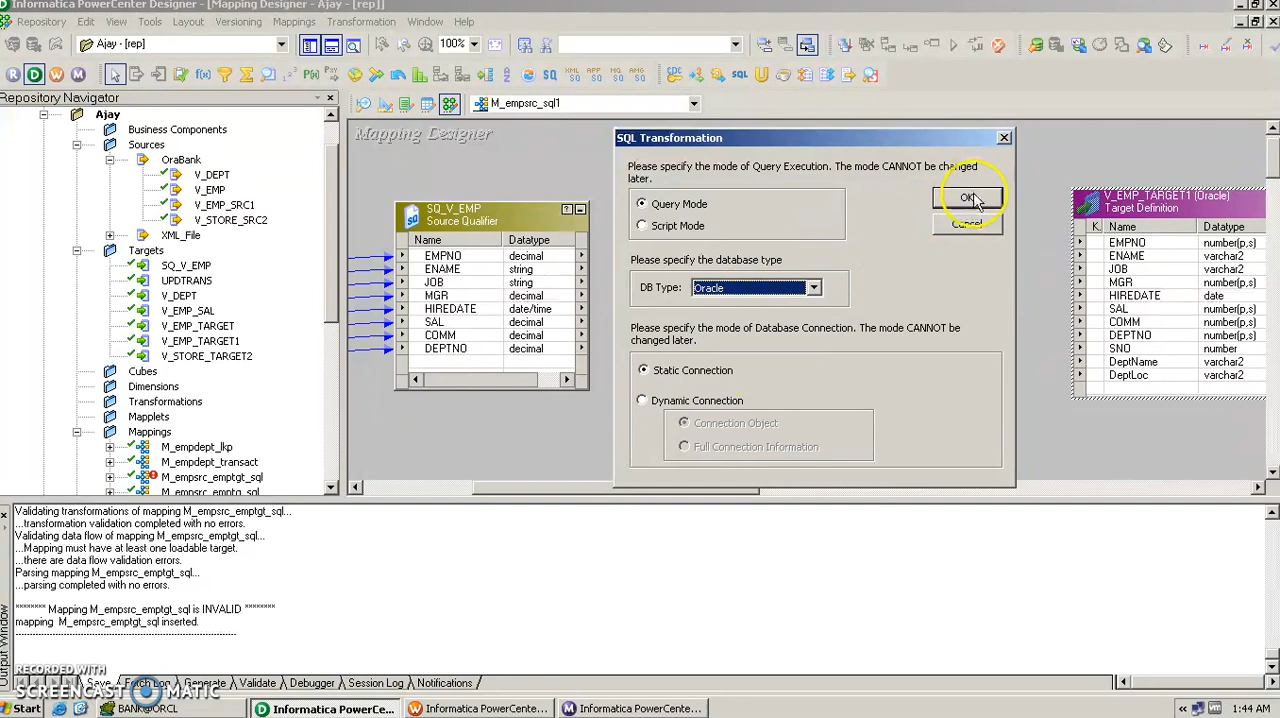 Informatica PowerCenter Designer - [Mapping Designer - Ajay - [rep]]
Repository Edit View Tools Layout Versioning Mappings Transformation Window Help
Ajay - [rep] 100%
R D W M f(x) Σ P(N) SQL SQL
Repository Navigator
M_empsrc_sql1
Ajay
Business Components
Sources
OraBank
V_DEPT
V_EMP
V_EMP_SRC1
V_STORE_SRC2
XML_File
Targets
SQ_V_EMP
UPDTRANS
V_DEPT
V_EMP_SAL
V_EMP_TARGET
V_EMP_TARGET1
V_STORE_TARGET2
Cubes
Dimensions
Transformations
Mapplets
Mappings
M_empdept_lkp
M_empdept_transact
M_empsrc_emptgt_sql
Mapping Designer
SQ_V_EMP
Source Qualifier
Name Datatype
EMPNO decimal
ENAME string
JOB string
MGR decimal
HIREDATE date/time
SAL decimal
COMM decimal
DEPTNO decimal
SQL Transformation
Please specify the mode of Query Execution. The mode CANNOT be changed
later.
Query Mode
Script Mode
OK
Cancel
Please specify the database type
DB Type: Oracle
Please specify the mode of Database Connection. The mode CANNOT be
changed later.
Static Connection
Dynamic Connection
Connection Object
Full Connection Information
V_EMP_TARGET1 (Oracle)
Target Definition
K Name Datatype
EMPNO number(p,s)
ENAME varchar2
JOB varchar2
MGR number(p,s)
HIREDATE date
SAL number(p,s)
COMM number(p,s)
DEPTNO number(p,s)
SNO number
DeptName varchar2
DeptLoc varchar2
Validating transformations of mapping M_empsrc_emptgt_sql...
...transformation validation completed with no errors.
Validating data flow of mapping M_empsrc_emptgt_sql...
...Mapping must have at least one loadable target.
...there are data flow validation errors.
Parsing mapping M_empsrc_emptgt_sql...
...parsing completed with no errors.
******** Mapping M_empsrc_emptgt_sql is INVALID ********
mapping M_empsrc_emptgt_sql inserted.
Output Window
Save Fetch Log Generate Validate Debugger Session Log Notifications
RECORDED WITH
SCREENCAST MATIC
Start BANK@ORCL Informatica PowerCen... Informatica PowerCente... Informatica PowerCente... 1:44 AM